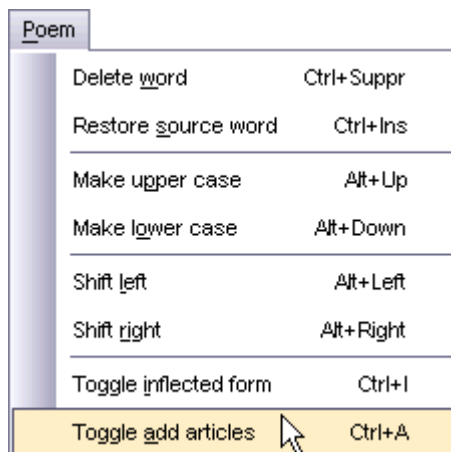 Poem
Delete word Ctrl+Suppr
Restore source word Ctrl+Ins
Make upper case Alt+Up
Make lower case Alt+Down
Shift left Alt+Left
Shift right Alt+Right
Toggle inflected form Ctrl+I
Toggle add articles Ctrl+A